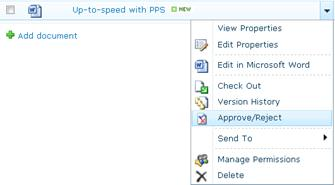 Up-to-speed with PPS NEW
Add document
View Properties
Edit Properties
Edit in Microsoft Word
Check Out
Version History
Approve/Reject
Send To
Manage Permissions
Delete